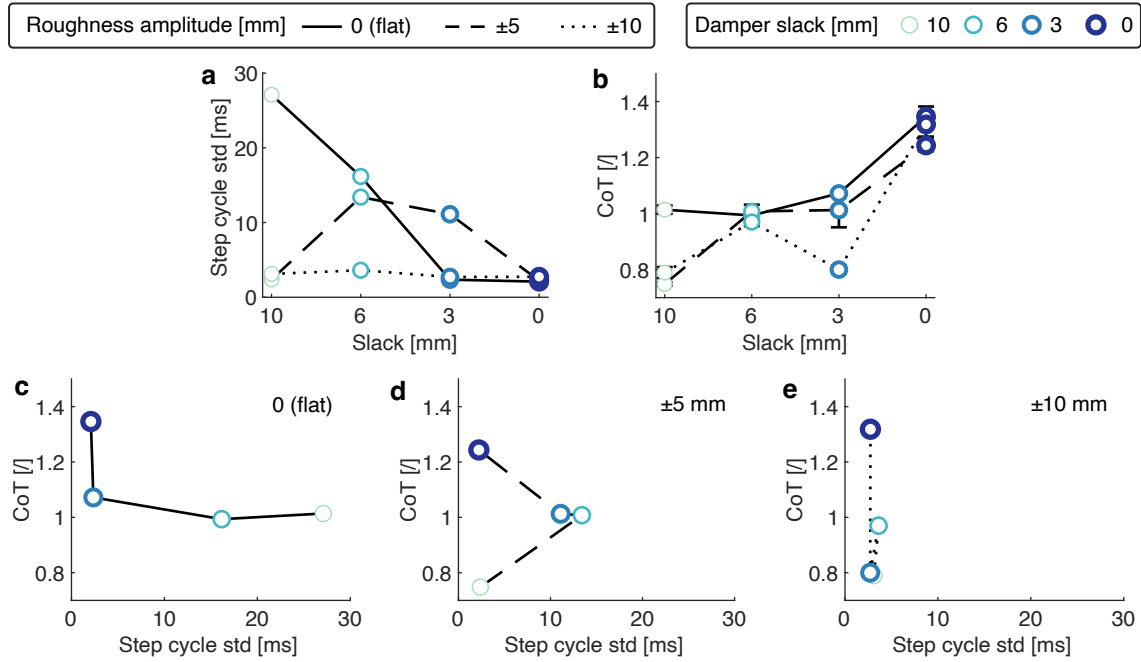 Roughness amplitude [mm] 0 (flat) ±5 ±10
Damper slack [mm] 10 6 3 0
a
Step cycle std [ms]
30
20
10
0
10 6 3 0
Slack [mm]
b
CoT [/]
1.4
1.2
1
0.8
10 6 3 0
Slack [mm]
c
0 (flat)
CoT [/]
1.4
1.2
1
0.8
0 10 20 30
Step cycle std [ms]
d
±5 mm
CoT [/]
1.4
1.2
1
0.8
0 10 20 30
Step cycle std [ms]
e
±10 mm
CoT [/]
1.4
1.2
1
0.8
0 10 20 30
Step cycle std [ms]